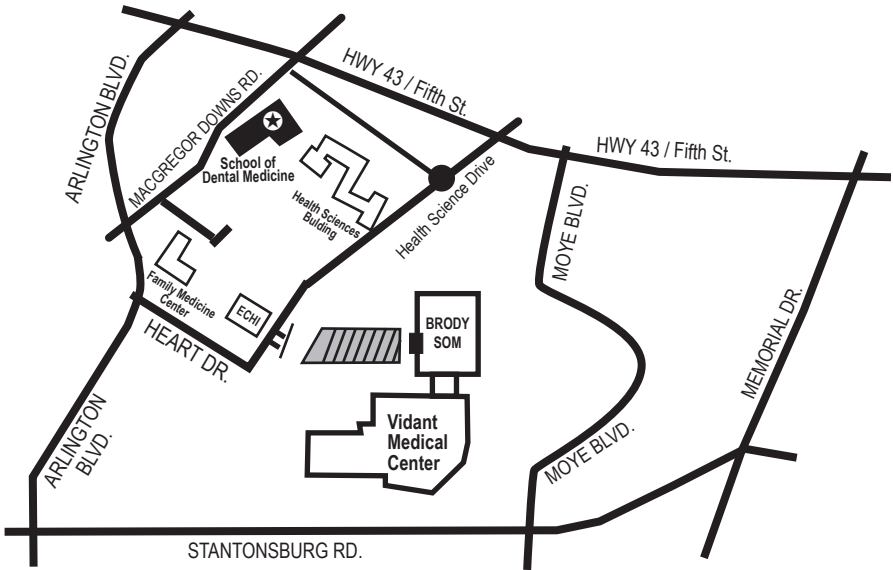 HWY 43 / Fifth St.
HWY 43 / Fifth St.
ARLINGTON BLVD.
MACGREGOR DOWNS RD.
School of
Dental Medicine
Health Sciences
Bulding
Health Science Drive
MOYE BLVD.
Family Medicine
Center
ECHI
HEART DR.
BRODY
SOM
MEMORIAL DR.
ARLINGTON
BLVD.
Vidant
Medical
Center
MOYE BLVD.
STANTONSBURG RD.